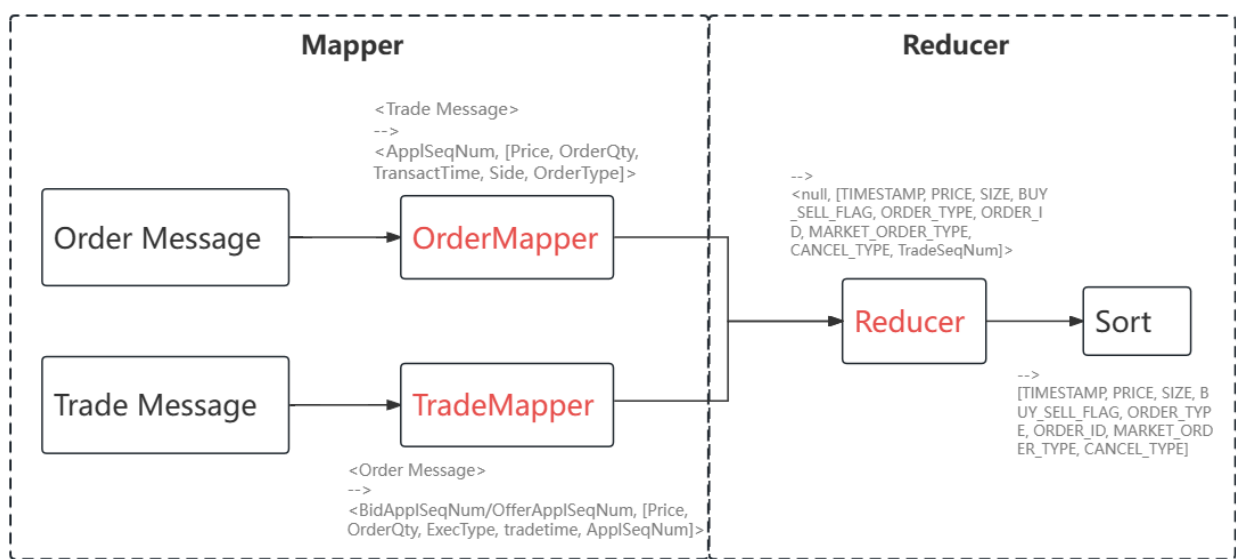 Mapper
Reducer
<Trade Message>
-->
<ApplSeqNum, [Price, OrderQty,
TransactTime, Side, OrderType]>
Order Message
OrderMapper
Trade Message
TradeMapper
<Order Message>
-->
<BidApplSeqNum/OfferApplSeqNum, [Price,
OrderQty, ExecType, tradetime, ApplSeqNum]>
-->
<null, [TIMESTAMP, PRICE, SIZE, BUY
_SELL_FLAG, ORDER_TYPE, ORDER_I
D, MARKET_ORDER_TYPE,
CANCEL_TYPE, TradeSeqNum]>
Reducer
Sort
-->
[TIMESTAMP, PRICE, SIZE, B
UY_SELL_FLAG, ORDER_TYP
E, ORDER_ID, MARKET_ORD
ER_TYPE, CANCEL_TYPE]